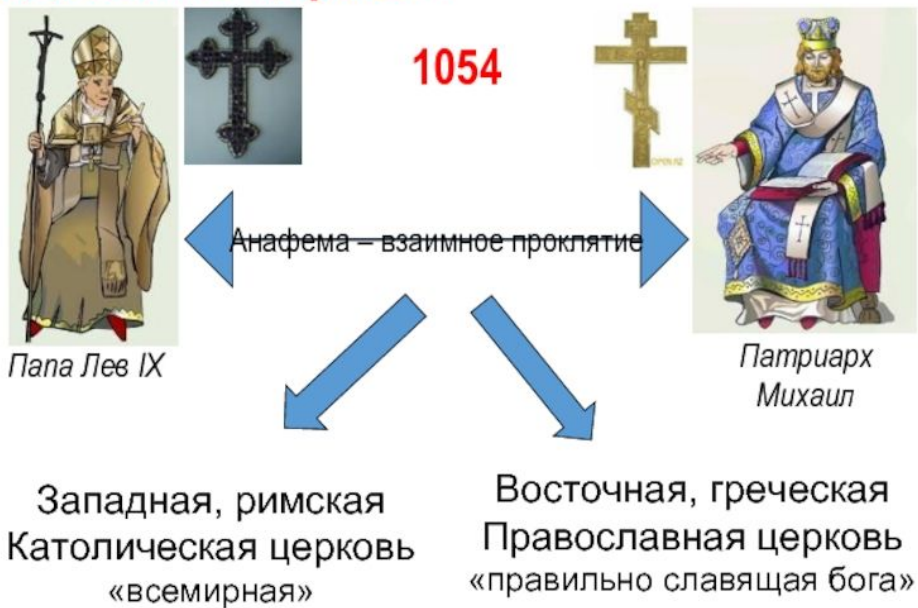 1054
Анафема – взаимное проклятие
Папа Лев IX
Патриарх
Михаил
Западная, римская
Католическая церковь
«всемирная»
Восточная, греческая
Православная церковь
«правильно славящая бога»